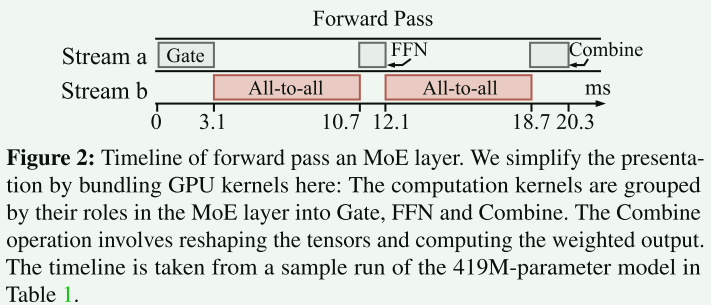 Forward Pass
Stream a Gate FFN Combine
Stream b All-to-all All-to-all ms
0 3.1 10.7 12.1 18.7 20.3
Figure 2: Timeline of forward pass an MoE layer. We simplify the presenta-
tion by bundling GPU kernels here: The computation kernels are grouped
by their roles in the MoE layer into Gate, FFN and Combine. The Combine
operation involves reshaping the tensors and computing the weighted output.
The timeline is taken from a sample run of the 419M-parameter model in
Table 1.